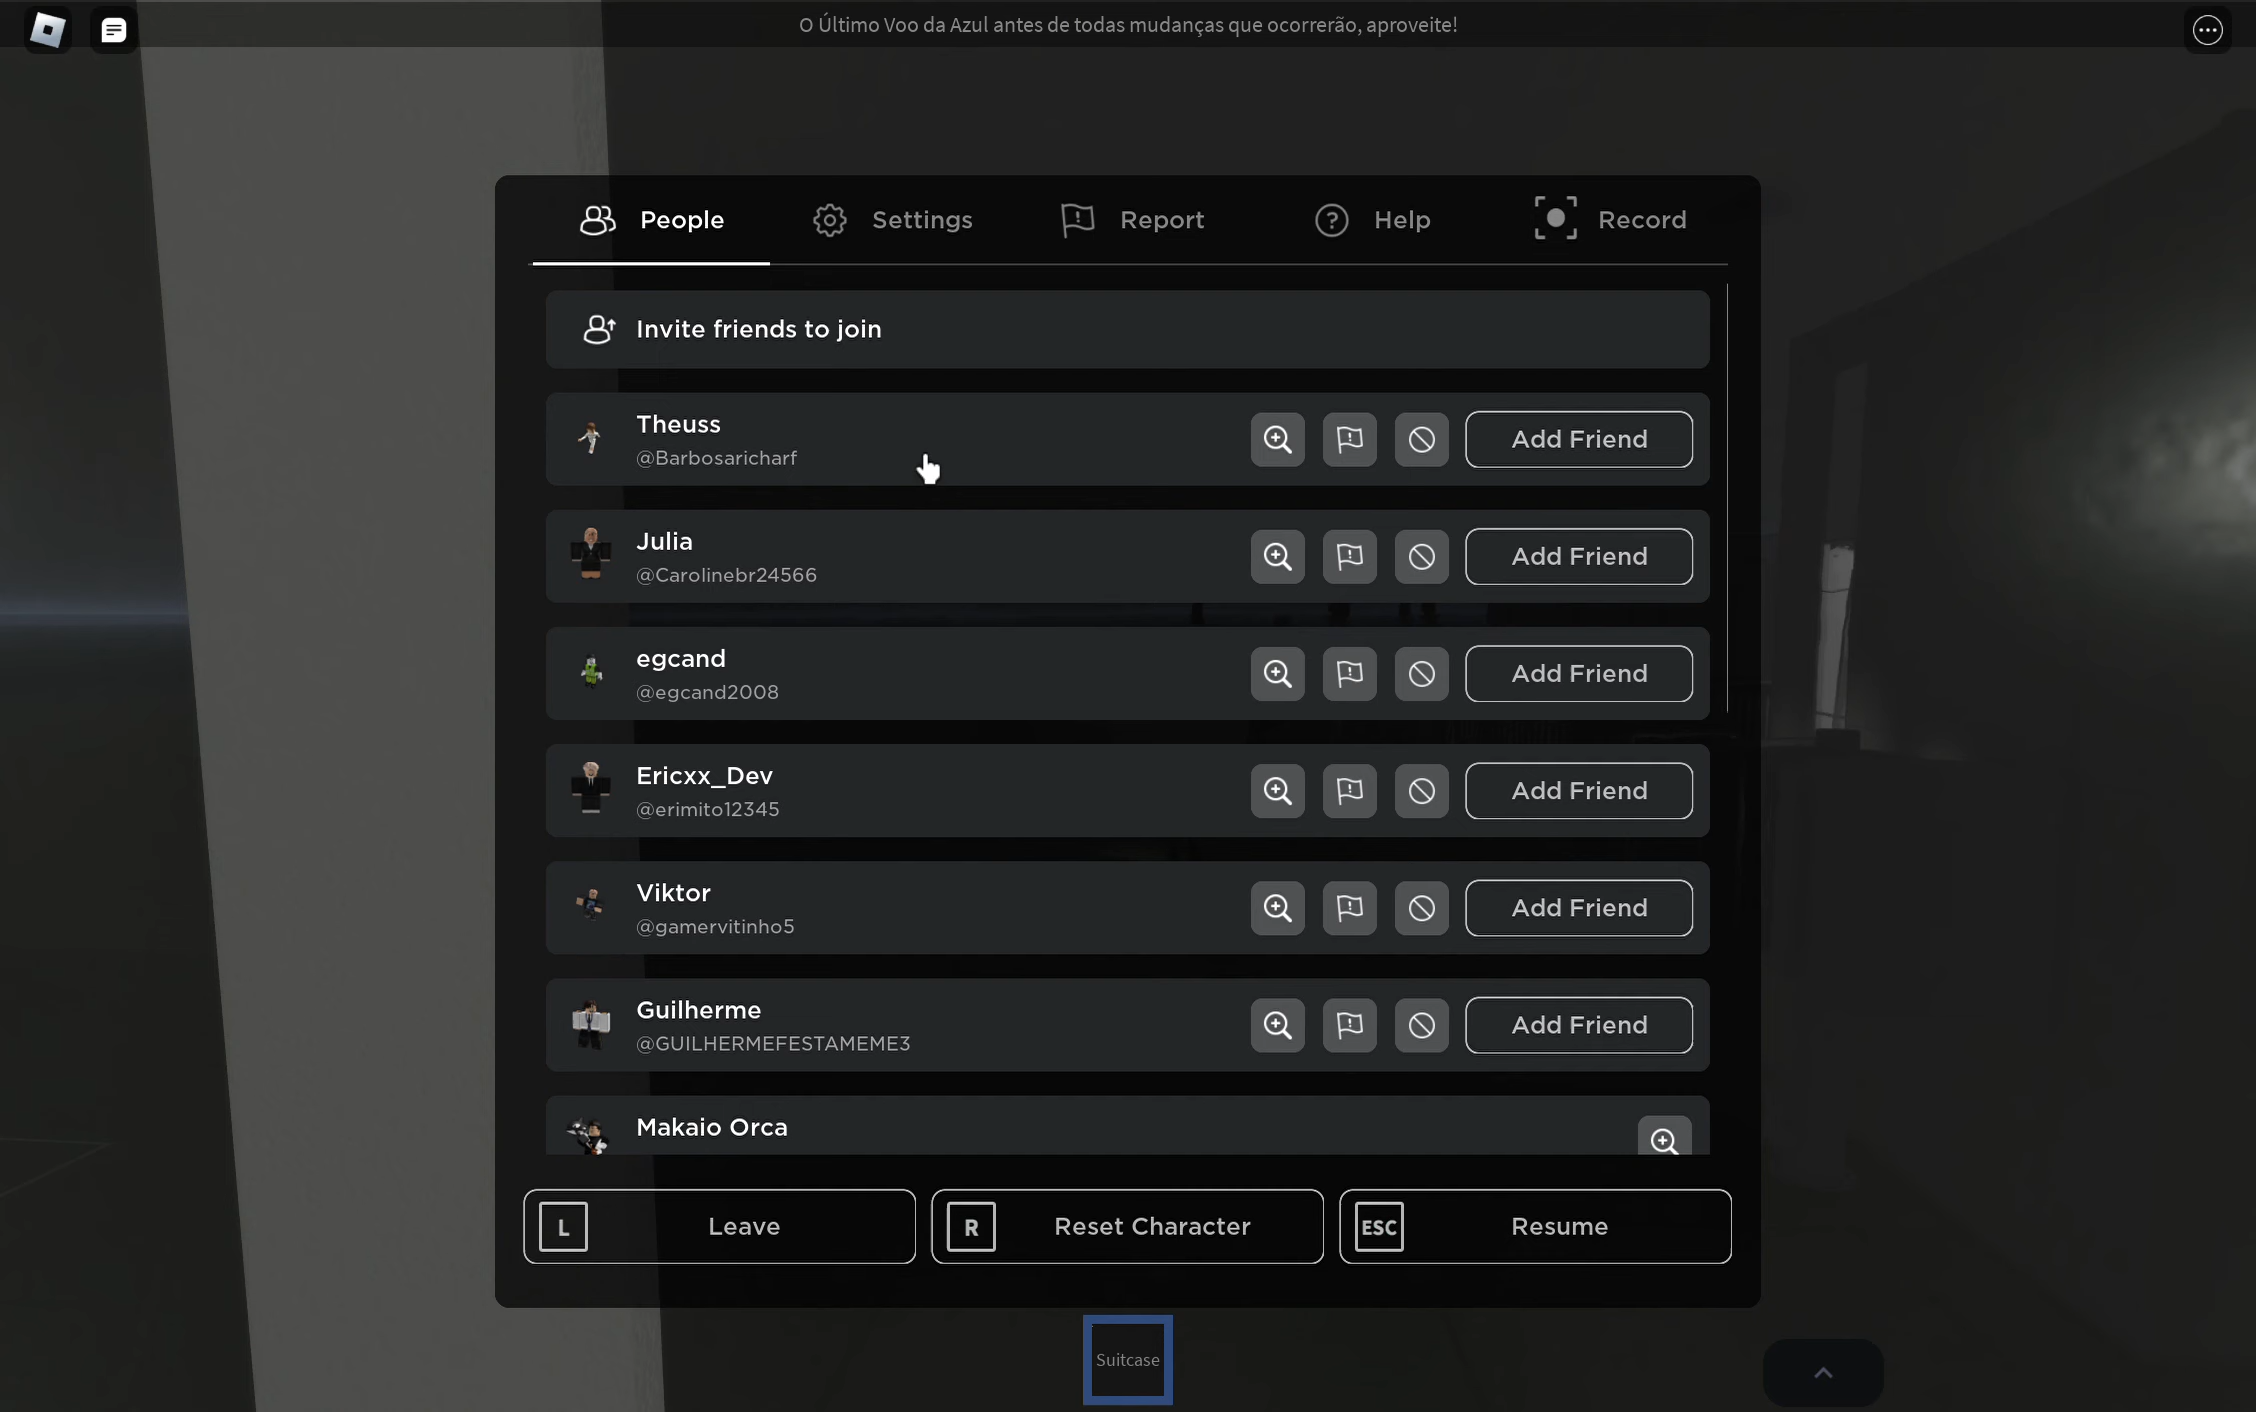 O Último Voo da Azul antes de todas mudanças que ocorrerão, aproveite!
People
Settings
Report
Help
Record
Invite friends to join
Theuss
@Barbosaricharf
Add Friend
Julia
@Carolinebr24566
Add Friend
egcand
@egcand2008
Add Friend
Ericxx_Dev
@erimito12345
Add Friend
Viktor
@gamervitinho5
Add Friend
Guilherme
@GUILHERMEFESTAMEME3
Add Friend
Makaio Orca
L Leave
R Reset Character
ESC Resume
Suitcase